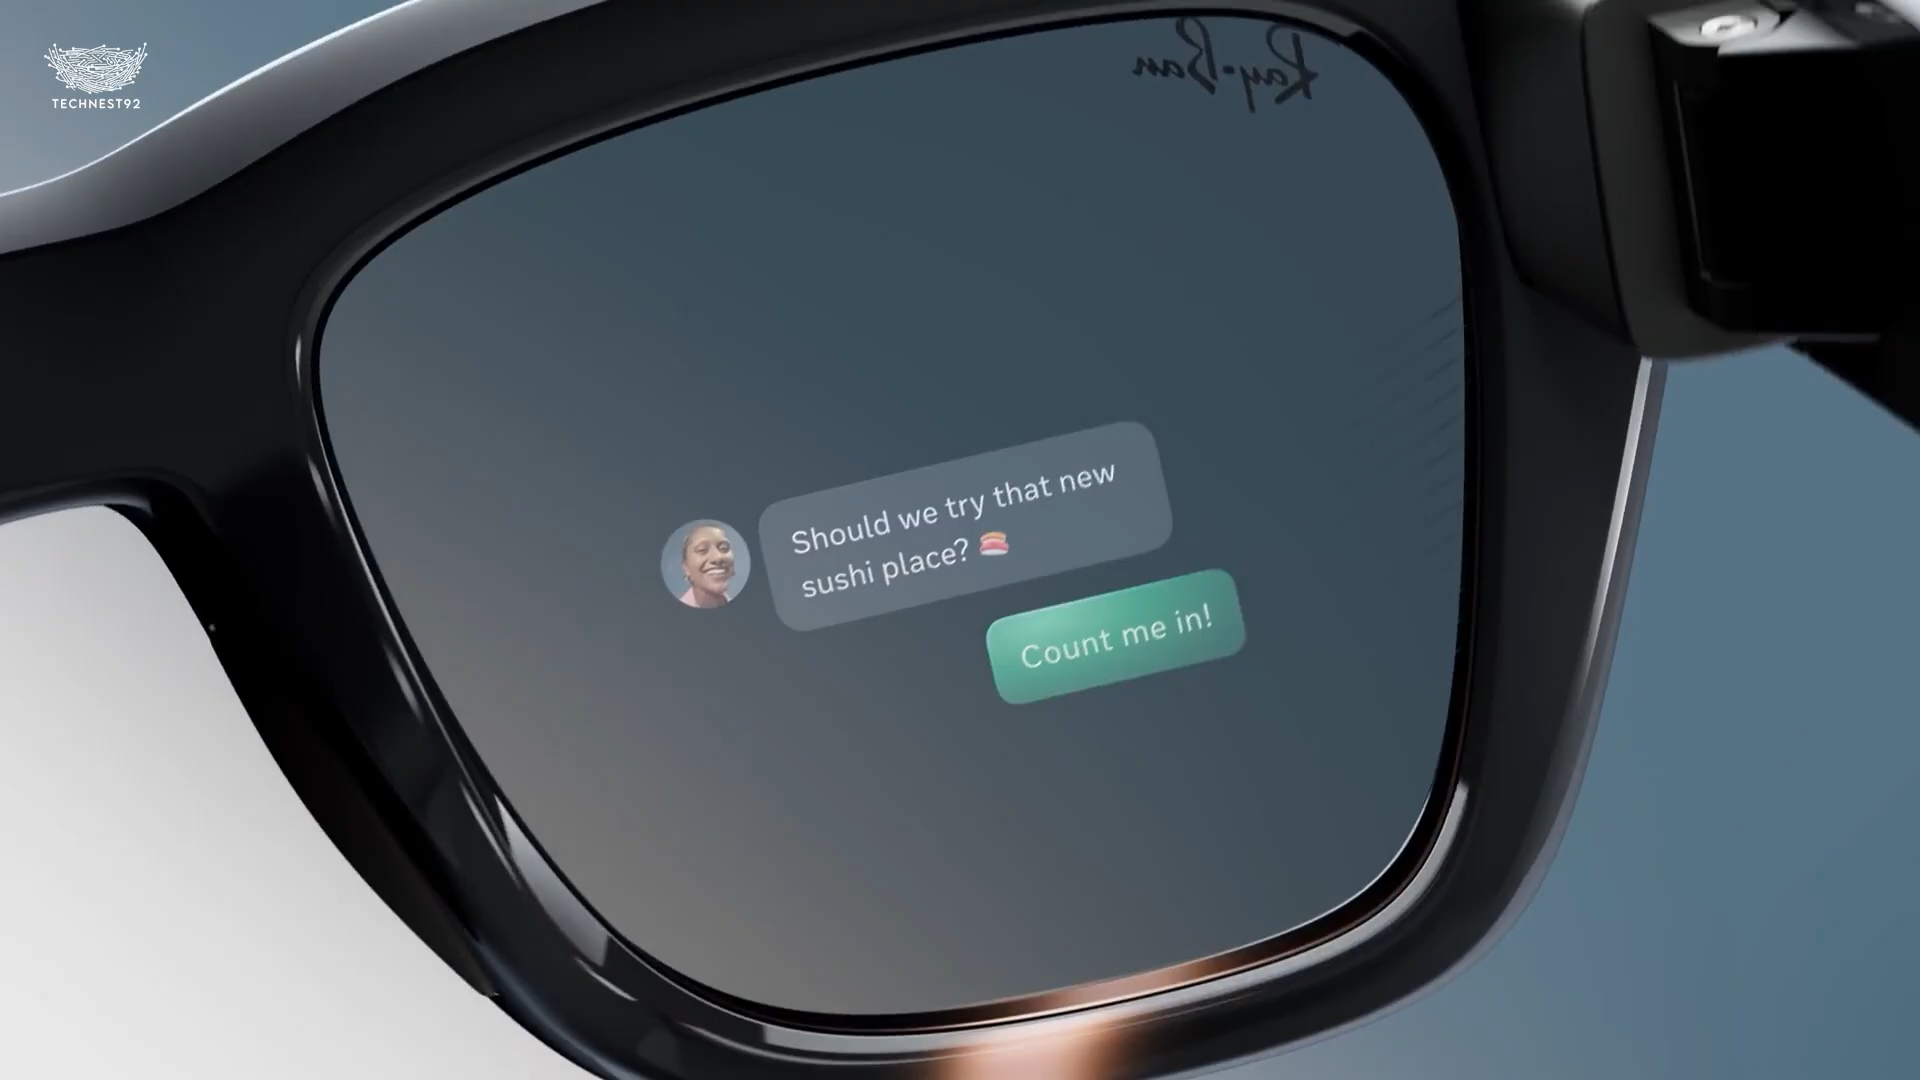 TECHNEST92
Ray-Ban
Should we try that new
sushi place? 🍣
Count me in!